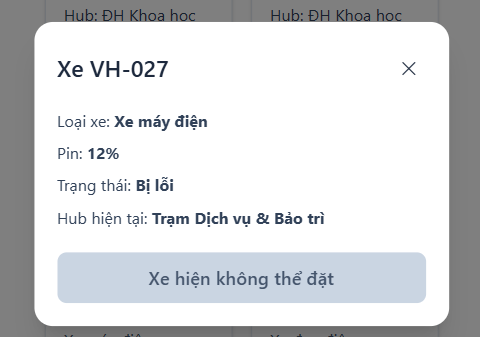 Hub: ĐH Khoa học
Hub: ĐH Khoa học
Xe VH-027
Loại xe: Xe máy điện
Pin: 12%
Trạng thái: Bị lỗi
Hub hiện tại: Trạm Dịch vụ & Bảo trì
Xe hiện không thể đặt